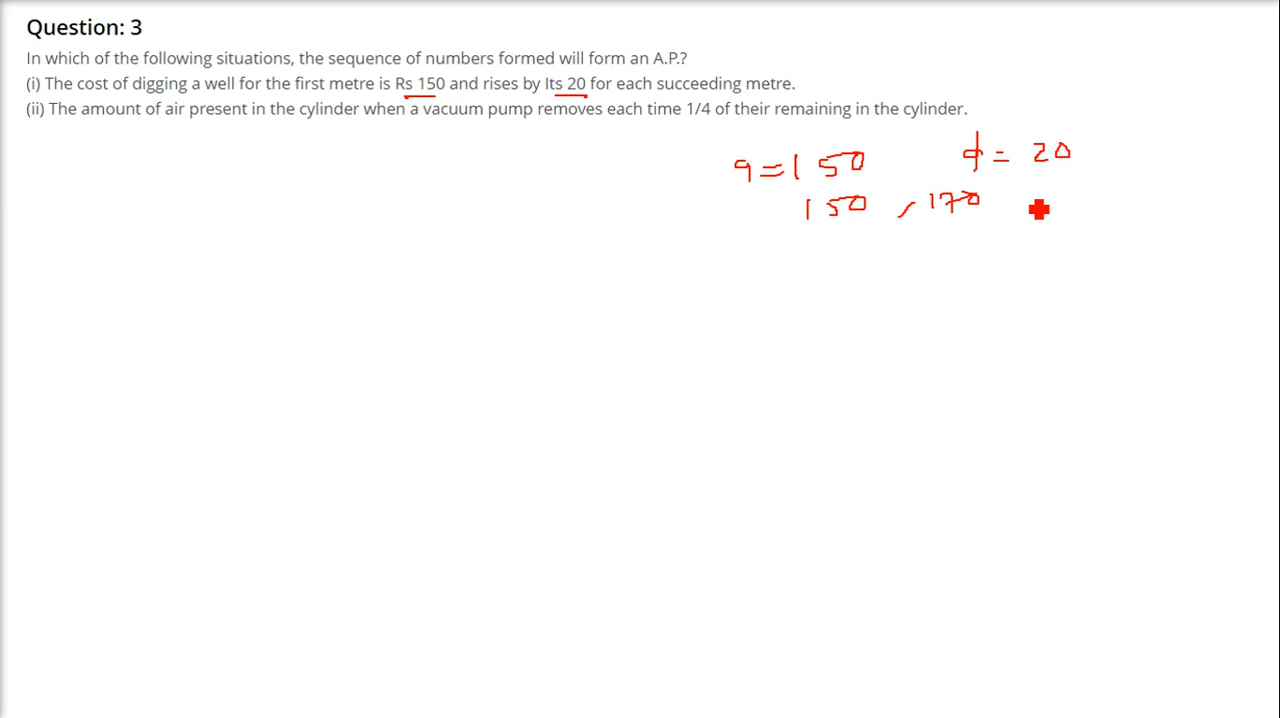 Question: 3
In which of the following situations, the sequence of numbers formed will form an A.P.?
(i) The cost of digging a well for the first metre is Rs 150 and rises by Its 20 for each succeeding metre.
(ii) The amount of air present in the cylinder when a vacuum pump removes each time 1/4 of their remaining in the cylinder.
a = 150 d = 20
150 , 170